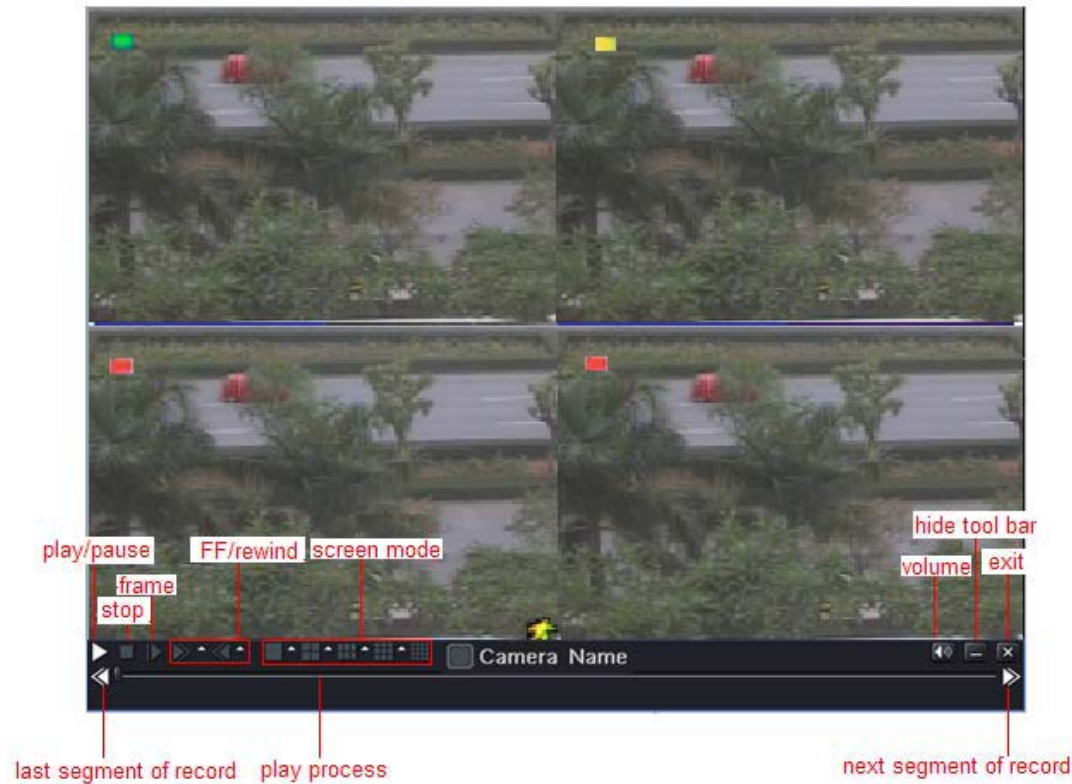 hide tool bar
play/pause
FF/rewind
screen mode
volume
exit
-frame
stop
Camera Name
last segment of record
play process
next segment of record